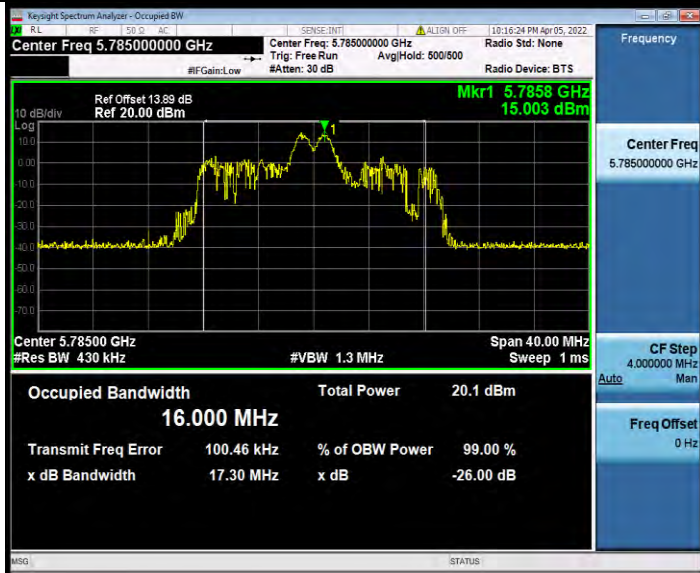 Keysight Spectrum Analyzer - Occupied BW
RL RF 50 Ω AC SENSE:INT ALIGN OFF 10:16:24 PM Apr 05, 2022
Center Freq 5.785000000 GHz Center Freq: 5.785000000 GHz Radio Std: None
Trig: Free Run Avg|Hold: 500/500
#IFGain:Low #Atten: 30 dB Radio Device: BTS
Frequency
Mkr1 5.7858 GHz
15.003 dBm
Ref Offset 13.89 dB
10 dB/div Ref 20.00 dBm
Log
1
10.0
0.00
-10.0
-20.0
-30.0
-40.0
-50.0
-60.0
-70.0
Center 5.78500 GHz Span 40.00 MHz
#Res BW 430 kHz #VBW 1.3 MHz Sweep 1 ms
Center Freq
5.785000000 GHz
CF Step
4.000000 MHz
Auto Man
Freq Offset
0 Hz
Occupied Bandwidth Total Power 20.1 dBm
16.000 MHz
Transmit Freq Error 100.46 kHz % of OBW Power 99.00 %
x dB Bandwidth 17.30 MHz x dB -26.00 dB
MSG STATUS